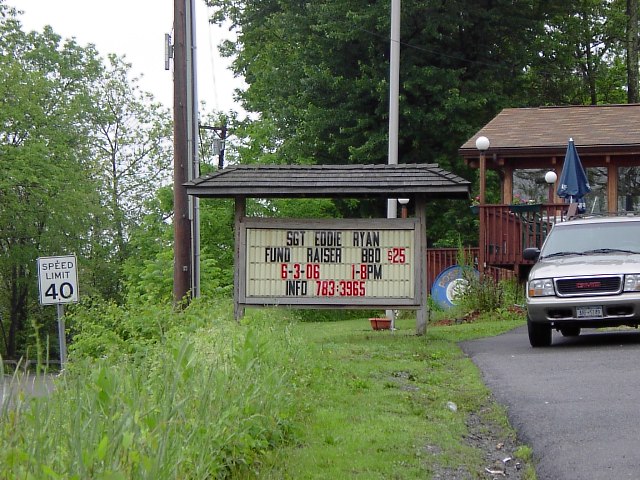 SGT EDDIE RYAN
FUND RAISER BBQ $25
6-3-06 1-8PM
INFO 783-3965
SPEED
LIMIT
40
GMC